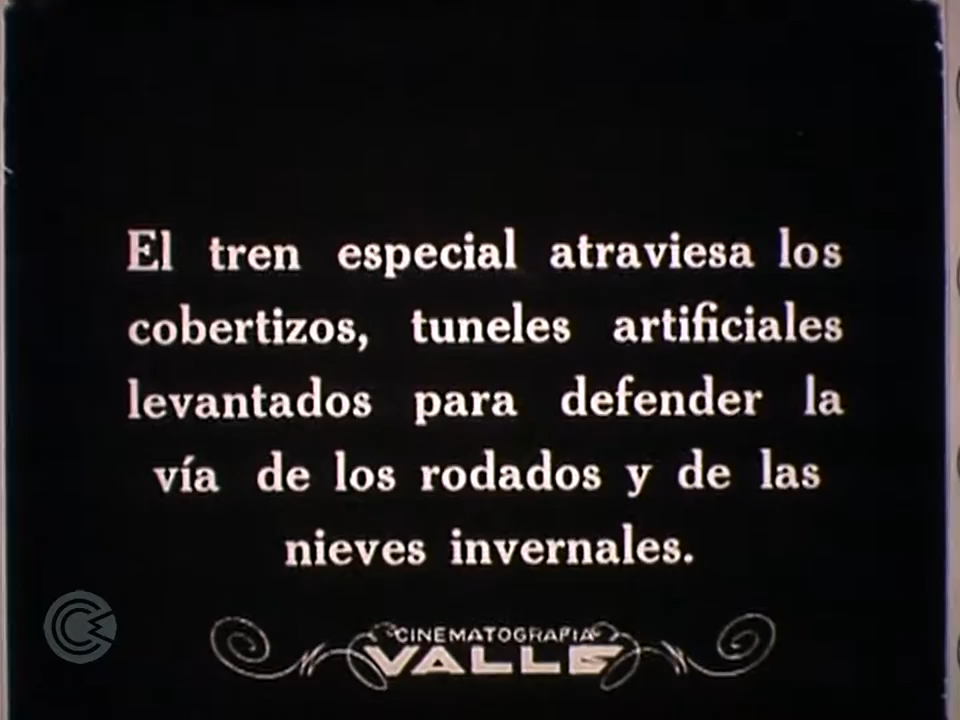 El tren especial atraviesa los
cobertizos, tuneles artificiales
levantados para defender la
vía de los rodados y de las
nieves invernales.
CINEMATOGRAFIA
VALLE